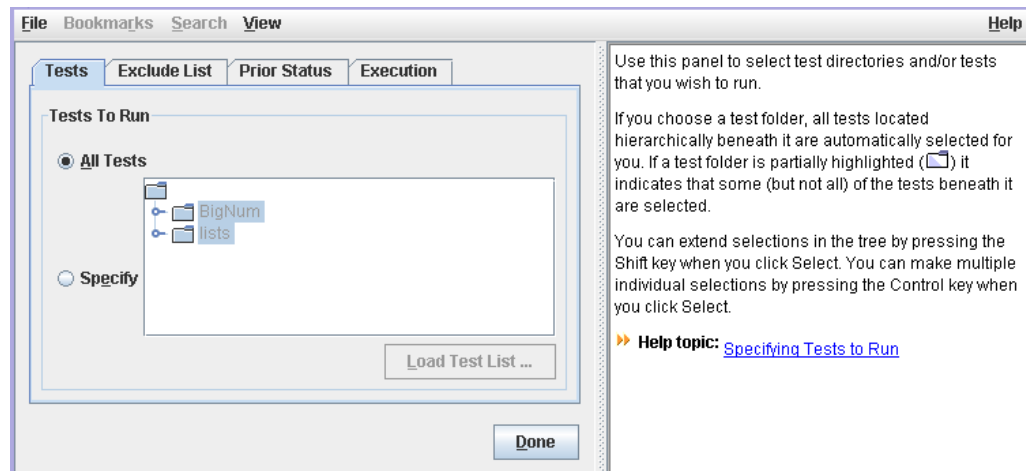 File Bookmarks Search View Help
Tests Exclude List Prior Status Execution
Tests To Run
All Tests
BigNum
lists
Specify
Load Test List ...
Done
Use this panel to select test directories and/or tests
that you wish to run.
If you choose a test folder, all tests located
hierarchically beneath it are automatically selected for
you. If a test folder is partially highlighted ( ) it
indicates that some (but not all) of the tests beneath it
are selected.
You can extend selections in the tree by pressing the
Shift key when you click Select. You can make multiple
individual selections by pressing the Control key when
you click Select.
Help topic: Specifying Tests to Run